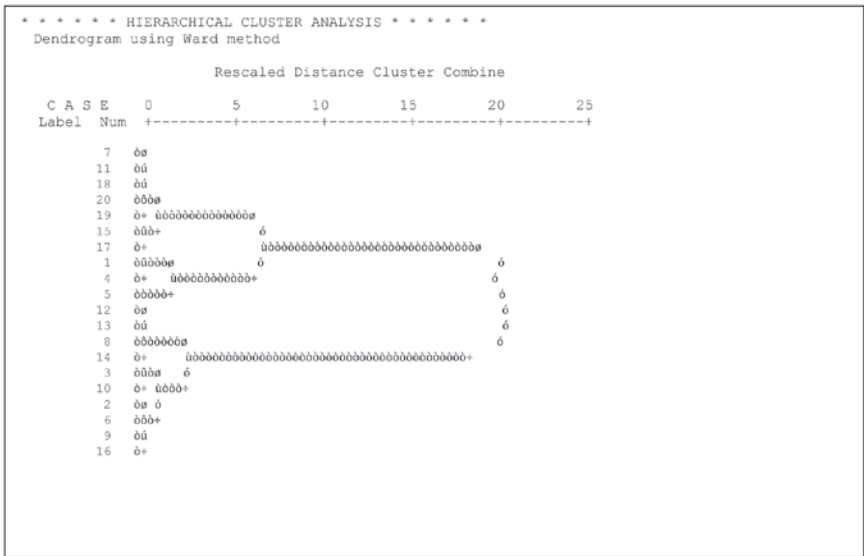 * * * * * * HIERARCHICAL CLUSTER ANALYSIS * * * * * *
Dendrogram using Ward method
Rescaled Distance Cluster Combine
C A S E 0 5 10 15 20 25
Label Num +---------+---------+---------+---------+---------+
7 òø
11 òú
18 òú
20 òôòø
19 ò÷ ùòòòòòòòòòòòòòø
15 òûò÷ ó
17 ò÷ ùòòòòòòòòòòòòòòòòòòòòòòòòòòòòòòòø
1 òûòòòø ó ó
4 ò÷ ùòòòòòòòòòòò÷ ó
5 òòòòò÷ ó
12 òø ó
13 òú ó
8 òôòòòòòòø ó
14 ò÷ ùòòòòòòòòòòòòòòòòòòòòòòòòòòòòòòòòòòòòòòòòòò÷
3 òûòø ó
10 ò÷ ùòòò÷
2 òø ó
6 òôò÷
9 òú
16 ò÷